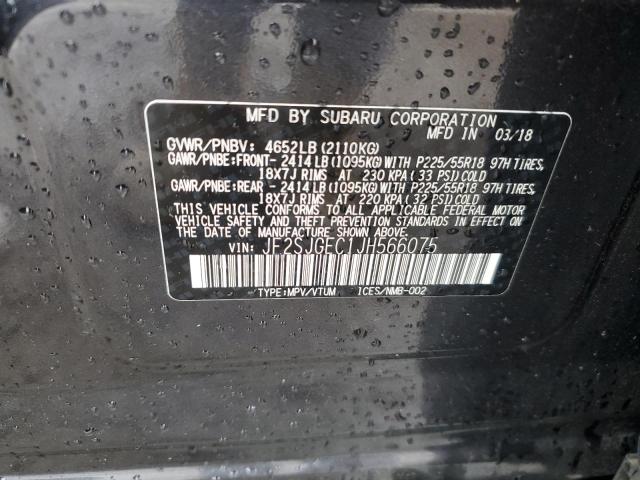 MFD BY SUBARU CORPORATION
MFD IN 03/18
GVWR/PNBV: 4652LB (2110KG)
GAWR/PNBE:FRONT- 2414LB (1095KG) WITH P225/55R18 97H TIRES,
18X7J RIMS AT 230 KPA (33 PSI) COLD
GAWR/PNBE:REAR - 2414LB (1095KG) WITH P225/55R18 97H TIRES,
18X7J RIMS AT 220 KPA (32 PSI) COLD
THIS VEHICLE CONFORMS TO ALL APPLICABLE FEDERAL MOTOR
VEHICLE SAFETY AND THEFT PREVENTION STANDARDS IN EFFECT ON
THE DATE OF MANUFACTURE SHOWN ABOVE.
VIN: JF2SJGEC1JH566075
TYPE:MPV/VTUM ICES/NMB-002